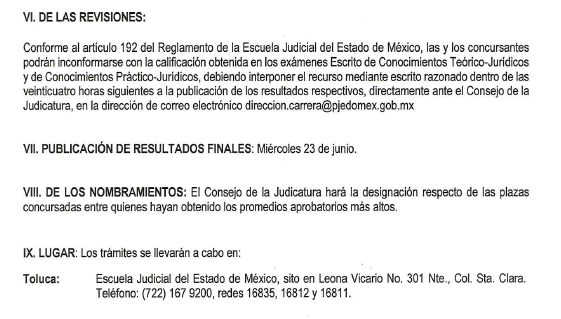 VI. DE LAS REVISIONES:
Conforme al artículo 192 del Reglamento de la Escuela Judicial del Estado de México, las y los concursantes
podrán inconformarse con la calificación obtenida en los exámenes Escrito de Conocimientos Teórico-Jurídicos
y de Conocimientos Práctico-Jurídicos, debiendo interponer el recurso mediante escrito razonado dentro de las
veinticuatro horas siguientes a la publicación de los resultados respectivos, directamente ante el Consejo de la
Judicatura, en la dirección de correo electrónico direccion.carrera@pjedomex.gob.mx
VII. PUBLICACIÓN DE RESULTADOS FINALES: Miércoles 23 de junio.
VIII. DE LOS NOMBRAMIENTOS: El Consejo de la Judicatura hará la designación respecto de las plazas
concursadas entre quienes hayan obtenido los promedios aprobatorios más altos.
IX. LUGAR: Los trámites se llevarán a cabo en:
Toluca: Escuela Judicial del Estado de México, sito en Leona Vicario No. 301 Nte., Col. Sta. Clara.
Teléfono: (722) 167 9200, redes 16835, 16812 y 16811.